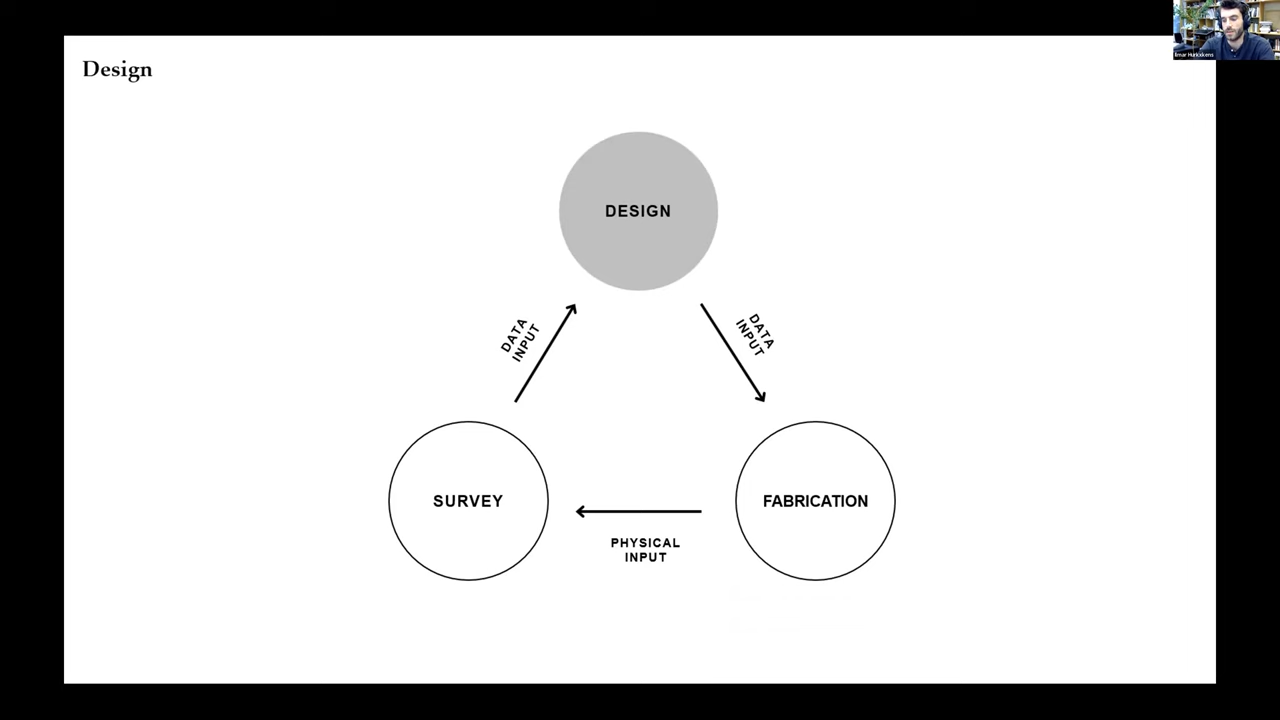 Design
DESIGN
DATA
INPUT
DATA
INPUT
SURVEY
FABRICATION
PHYSICAL
INPUT